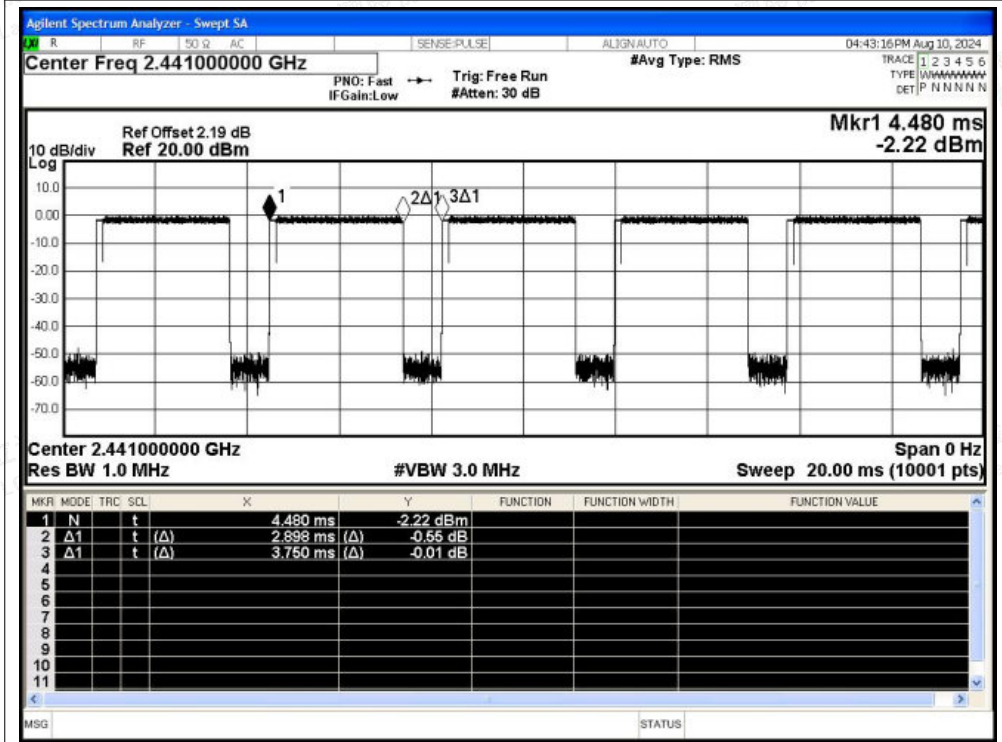 Agilent Spectrum Analyzer - Swept SA
LXI R RF 50 Ω AC SENSE:PULSE ALIGNAUTO 04:43:16PM Aug 10, 2024
Center Freq 2.441000000 GHz #Avg Type: RMS TRACE 1 2 3 4 5 6
PNO: Fast Trig: Free Run TYPE
IFGain:Low #Atten: 30 dB DET P N N N N N
Mkr1 4.480 ms
-2.22 dBm
Ref Offset 2.19 dB
10 dB/div Ref 20.00 dBm
Log
10.0
0.00
-10.0
-20.0
-30.0
-40.0
-50.0
-60.0
-70.0
1 2Δ1 3Δ1
Center 2.441000000 GHz Span 0 Hz
Res BW 1.0 MHz #VBW 3.0 MHz Sweep 20.00 ms (10001 pts)
MKR MODE TRC SCL X Y FUNCTION FUNCTION WIDTH FUNCTION VALUE
1 N t 4.480 ms -2.22 dBm
2 Δ1 t (Δ) 2.898 ms (Δ) -0.55 dB
3 Δ1 t (Δ) 3.750 ms (Δ) -0.01 dB
4
5
6
7
8
9
10
11
MSG STATUS